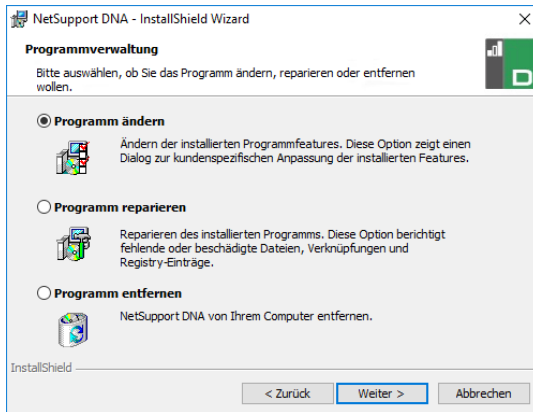 NetSupport DNA - InstallShield Wizard
Programmverwaltung
Bitte auswählen, ob Sie das Programm ändern, reparieren oder entfernen
wollen.
D
Programm ändern
Ändern der installierten Programmfeatures. Diese Option zeigt einen
Dialog zur kundenspezifischen Anpassung der installierten Features.
Programm reparieren
Reparieren des installierten Programms. Diese Option berichtigt
fehlende oder beschädigte Dateien, Verknüpfungen und
Registry-Einträge.
Programm entfernen
NetSupport DNA von Ihrem Computer entfernen.
InstallShield
< Zurück
Weiter >
Abbrechen